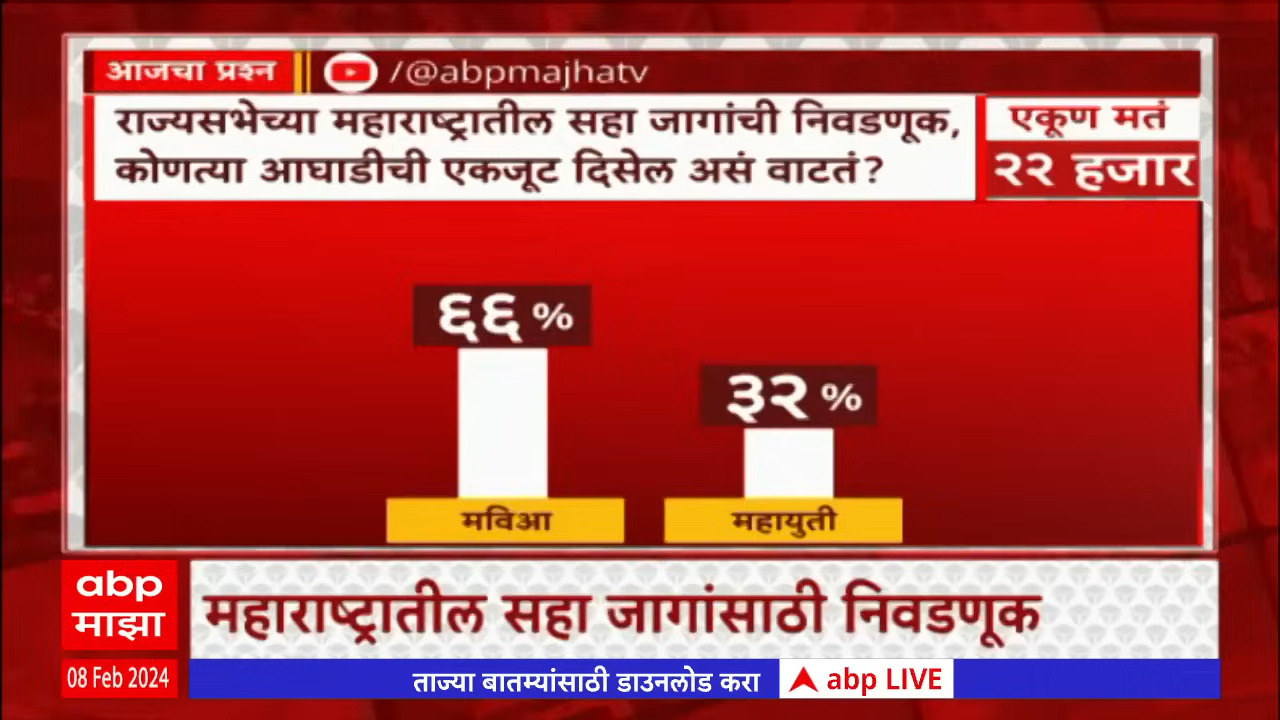 आजचा प्रश्न
/@abpmajhatv
राज्यसभेच्या महाराष्ट्रातील सहा जागांची निवडणूक,
कोणत्या आघाडीची एकजूट दिसेल असं वाटतं?
एकूण मतं
२२ हजार
६६ %
३२ %
मविआ
महायुती
abp
माझा
महाराष्ट्रातील सहा जागांसाठी निवडणूक
08 Feb 2024
ताज्या बातम्यांसाठी डाउनलोड करा
abp LIVE